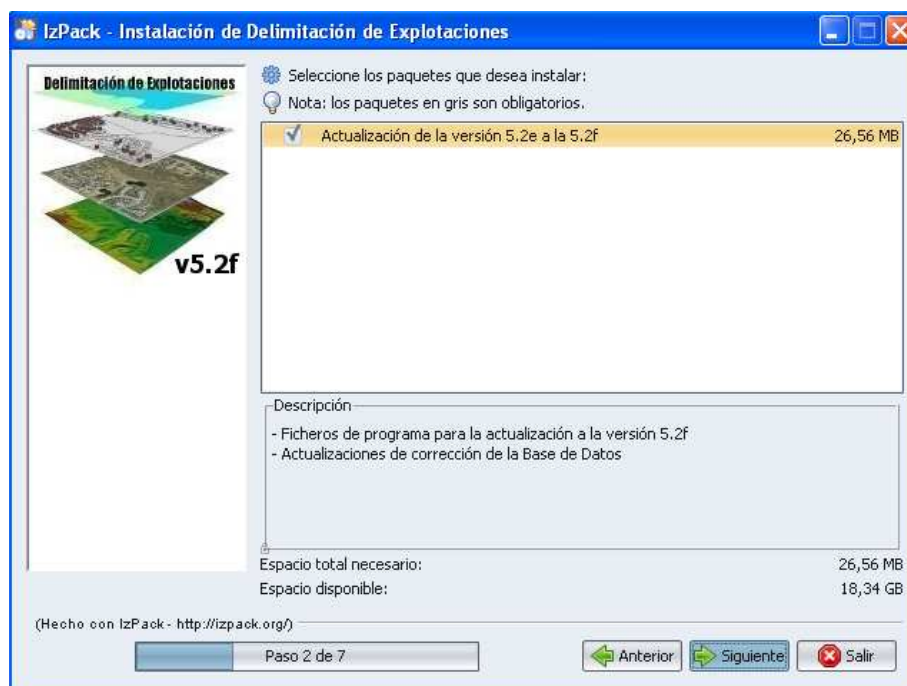 IzPack - Instalación de Delimitación de Explotaciones
Delimitación de Explotaciones
v5.2f
Seleccione los paquetes que desea instalar:
Nota: los paquetes en gris son obligatorios.
Actualización de la versión 5.2e a la 5.2f 26,56 MB
Descripción
- Ficheros de programa para la actualización a la versión 5.2f
- Actualizaciones de corrección de la Base de Datos
Espacio total necesario: 26,56 MB
Espacio disponible: 18,34 GB
(Hecho con IzPack - http://izpack.org/)
Paso 2 de 7
Anterior
Siguiente
Salir